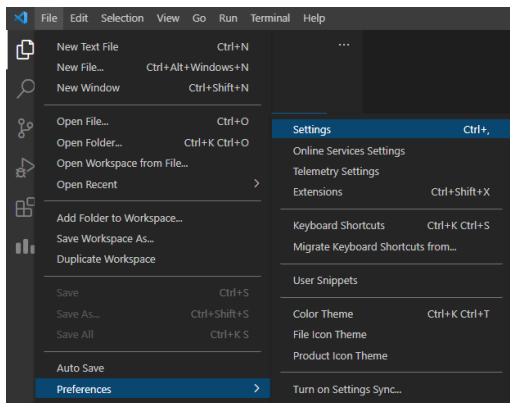 File Edit Selection View Go Run Terminal Help
New Text File Ctrl+N
New File... Ctrl+Alt+Windows+N
New Window Ctrl+Shift+N
Open File... Ctrl+O
Open Folder... Ctrl+K Ctrl+O
Open Workspace from File...
Open Recent
Add Folder to Workspace...
Save Workspace As...
Duplicate Workspace
Save Ctrl+S
Save As... Ctrl+Shift+S
Save All Ctrl+K S
Auto Save
Preferences
Settings Ctrl+,
Online Services Settings
Telemetry Settings
Extensions Ctrl+Shift+X
Keyboard Shortcuts Ctrl+K Ctrl+S
Migrate Keyboard Shortcuts from...
User Snippets
Color Theme Ctrl+K Ctrl+T
File Icon Theme
Product Icon Theme
Turn on Settings Sync...